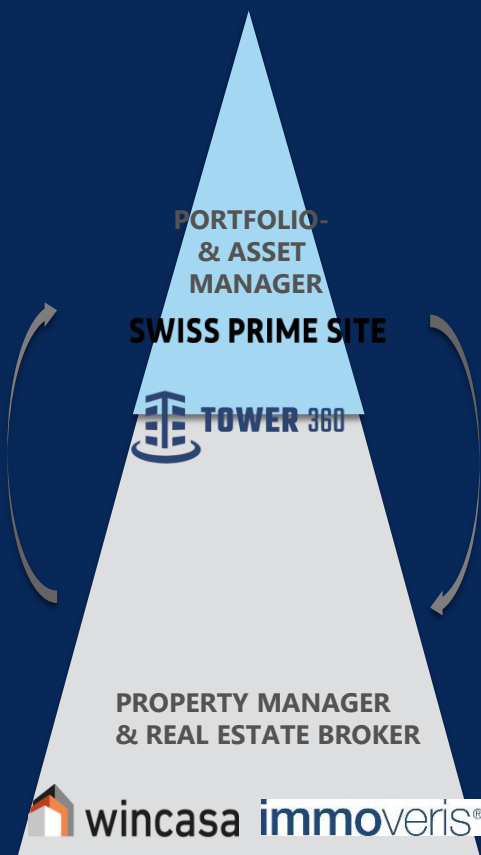 PORTFOLIO-
& ASSET
MANAGER
SWISS PRIME SITE
TOWER 360
PROPERTY MANAGER
& REAL ESTATE BROKER
wincasa immoveris®